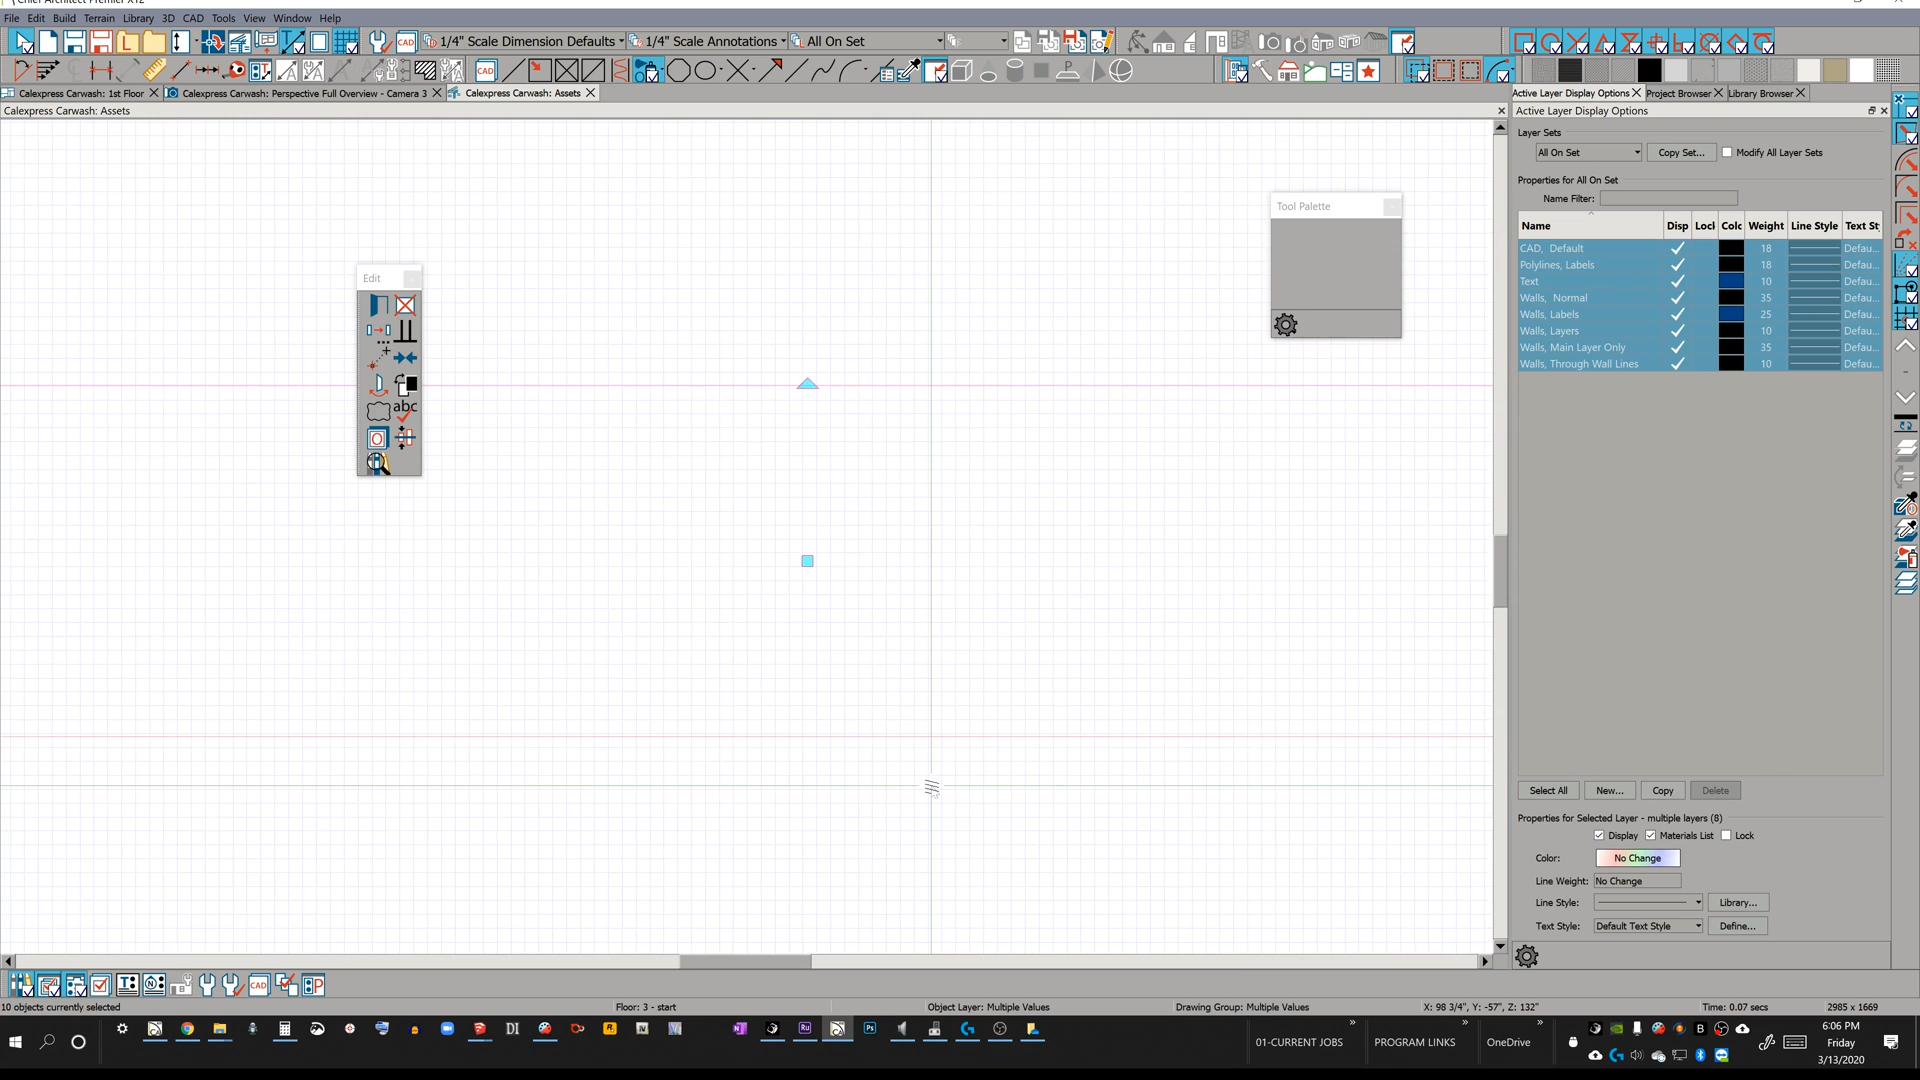 File Edit Build Terrain Library 3D CAD Tools View Window Help
1/4" Scale Dimension Defaults 1/4" Scale Annotations All On Set
Calexpress Carwash: 1st Floor Calexpress Carwash: Perspective Full Overview - Camera 3 Calexpress Carwash: Assets
Calexpress Carwash: Assets
Edit
abc
Tool Palette
Active Layer Display Options Project Browser Library Browser
Active Layer Display Options
Layer Sets
All On Set Copy Set... Modify All Layer Sets
Properties for All On Set
Name Filter:
Name Disp Locl Colc Weight Line Style Text St
CAD, Default 18 Defau...
Polylines, Labels 18 Defau...
Text 10 Defau...
Walls, Normal 35 Defau...
Walls, Labels 25 Defau...
Walls, Layers 10 Defau...
Walls, Main Layer Only 35 Defau...
Walls, Through Wall Lines 10 Defau...
Select All New... Copy Delete
Properties for Selected Layer - multiple layers (8)
Display Materials List Lock
Color: No Change
Line Weight: No Change
Line Style: Library...
Text Style: Default Text Style Define...
10 objects currently selected Floor: 3 - start Object Layer: Multiple Values Drawing Group: Multiple Values X: 98 3/4", Y: -57", Z: 132" Time: 0.07 secs 2985 x 1669
01-CURRENT JOBS PROGRAM LINKS OneDrive
6:06 PM
Friday
3/13/2020